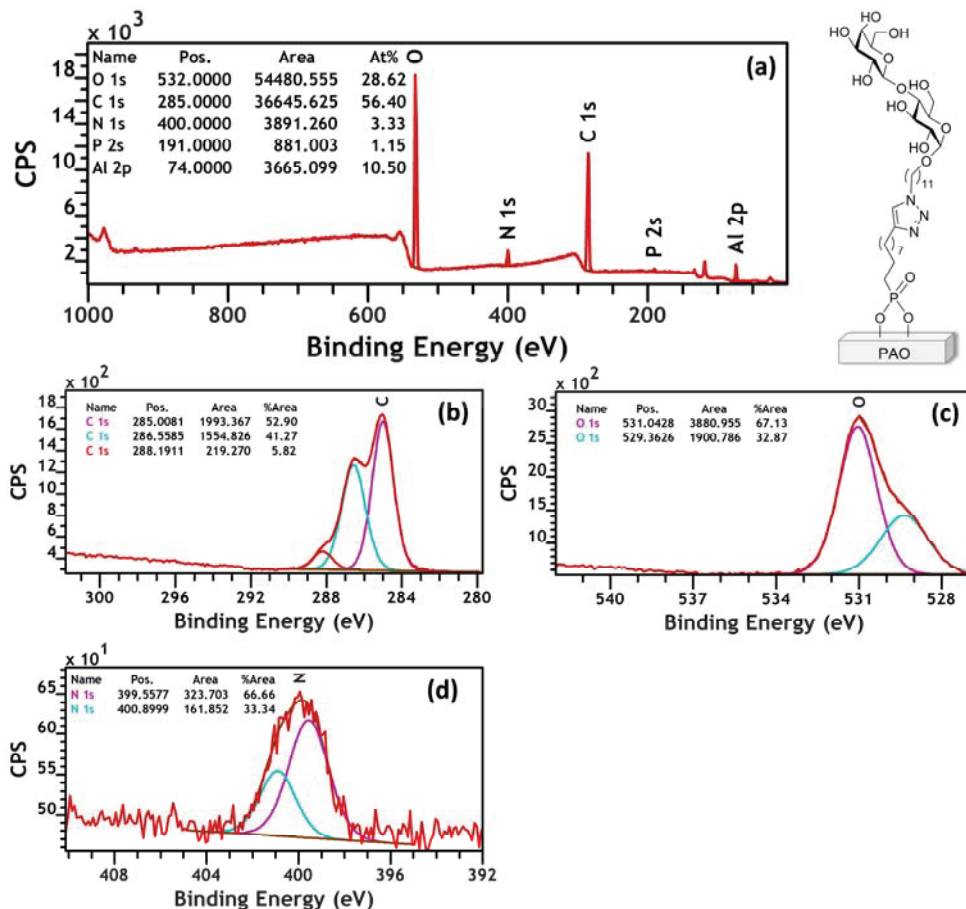 x 10³
(a)
Name Pos. Area At%
O 1s 532.0000 54480.555 28.62
C 1s 285.0000 36645.625 56.40
N 1s 400.0000 3891.260 3.33
P 2s 191.0000 881.003 1.15
Al 2p 74.0000 3665.099 10.50
O
C 1s
N 1s
P 2s
Al 2p
18
14
10
6
2
CPS
1000 800 600 400 200
Binding Energy (eV)
HO OH
OH
HO
OH
O
HO
O
OH
HO
O
O
HO
O
11
N
N
N
7
O
P
O O
PAO
x 10²
(b)
Name Pos. Area %Area
C 1s 285.0081 1993.367 52.90
C 1s 286.5585 1554.826 41.27
C 1s 288.1911 219.270 5.82
C
18
16
14
12
10
8
6
4
CPS
300 296 292 288 284 280
Binding Energy (eV)
x 10²
(c)
Name Pos. Area %Area
O 1s 531.0428 3880.955 67.13
O 1s 529.3626 1900.786 32.87
O
30
25
20
15
10
CPS
540 537 534 531 528
Binding Energy (eV)
x 10¹
(d)
Name Pos. Area %Area
N 1s 399.5577 323.703 66.66
N 1s 400.8999 161.852 33.34
N
65
60
55
50
CPS
408 404 400 396 392
Binding Energy (eV)